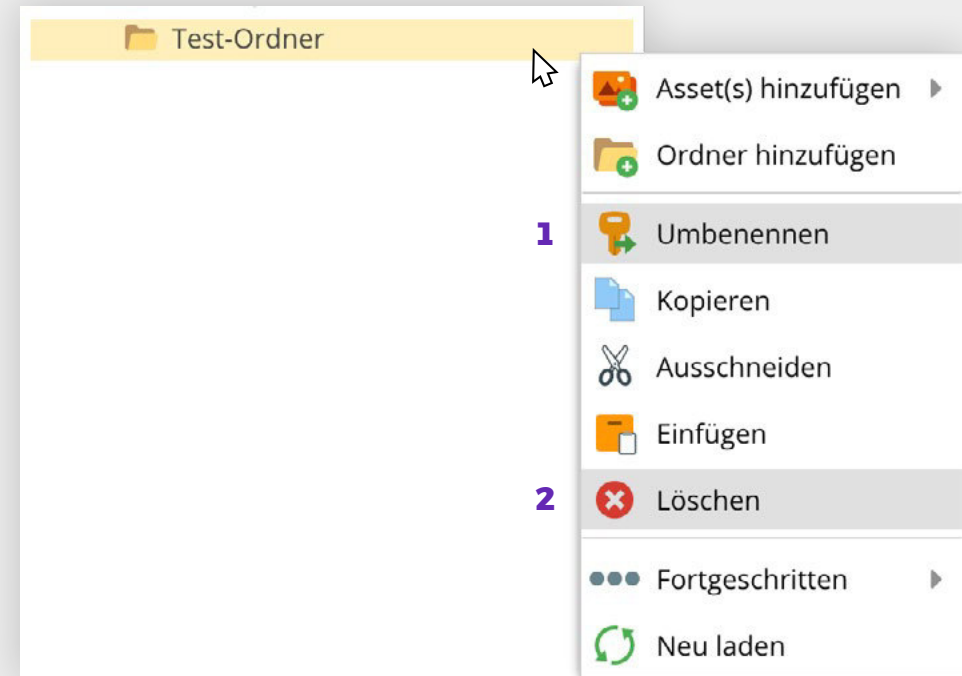 Test-Ordner
Asset(s) hinzufügen
Ordner hinzufügen
1 Umbenennen
Kopieren
Ausschneiden
Einfügen
2 Löschen
Fortgeschritten
Neu laden